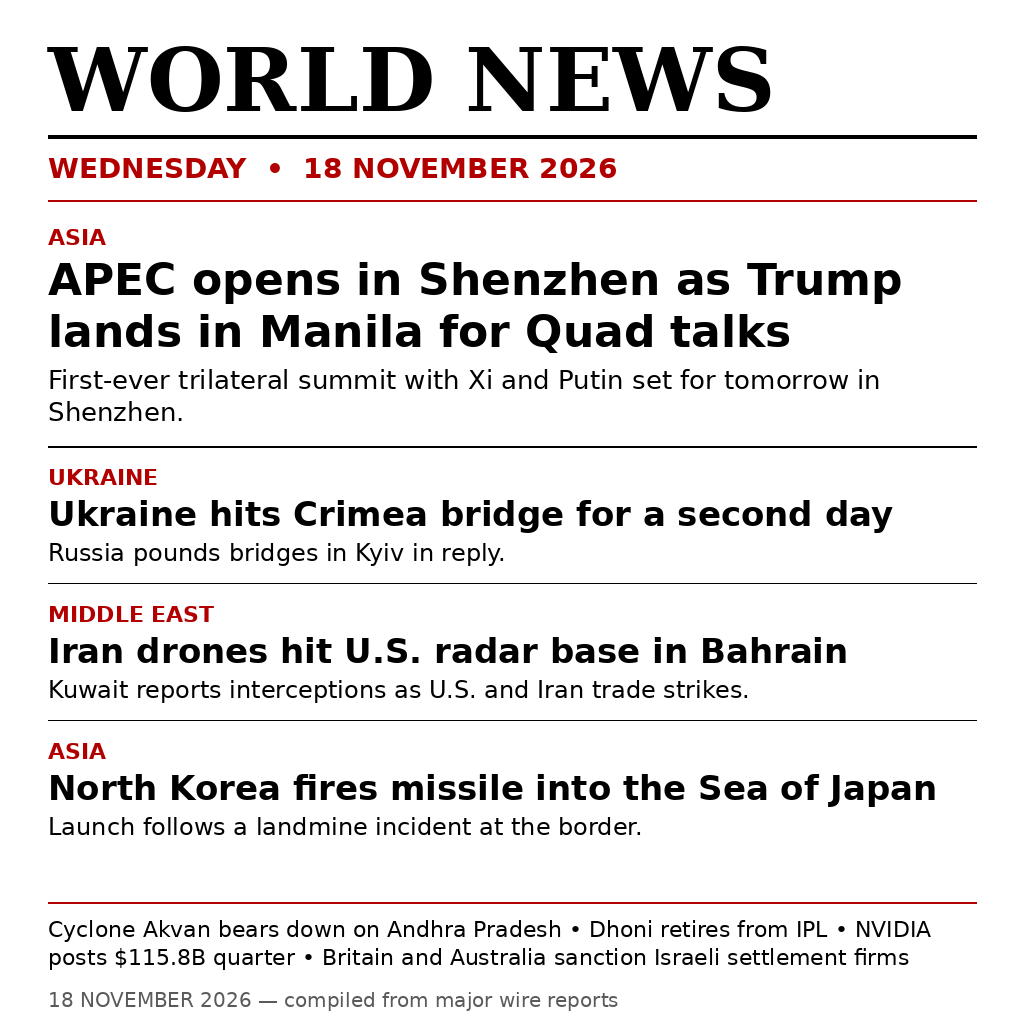 WORLD NEWS
WEDNESDAY • 18 NOVEMBER 2026
ASIA
APEC opens in Shenzhen as Trump
lands in Manila for Quad talks
First-ever trilateral summit with Xi and Putin set for tomorrow in
Shenzhen.
UKRAINE
Ukraine hits Crimea bridge for a second day
Russia pounds bridges in Kyiv in reply.
MIDDLE EAST
Iran drones hit U.S. radar base in Bahrain
Kuwait reports interceptions as U.S. and Iran trade strikes.
ASIA
North Korea fires missile into the Sea of Japan
Launch follows a landmine incident at the border.
Cyclone Akvan bears down on Andhra Pradesh • Dhoni retires from IPL • NVIDIA
posts $115.8B quarter • Britain and Australia sanction Israeli settlement firms
18 NOVEMBER 2026 — compiled from major wire reports